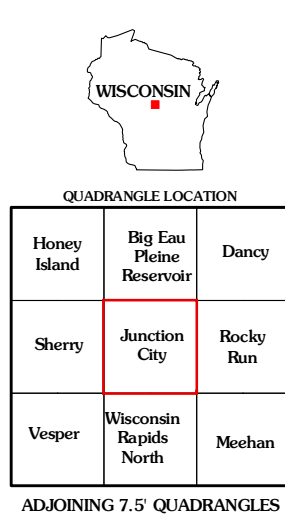 WISCONSIN
QUADRANGLE LOCATION
Honey
Island
Big Eau
Pleine
Reservoir
Dancy
Sherry
Junction
City
Rocky
Run
Vesper
Wisconsin
Rapids
North
Meehan
ADJOINING 7.5' QUADRANGLES